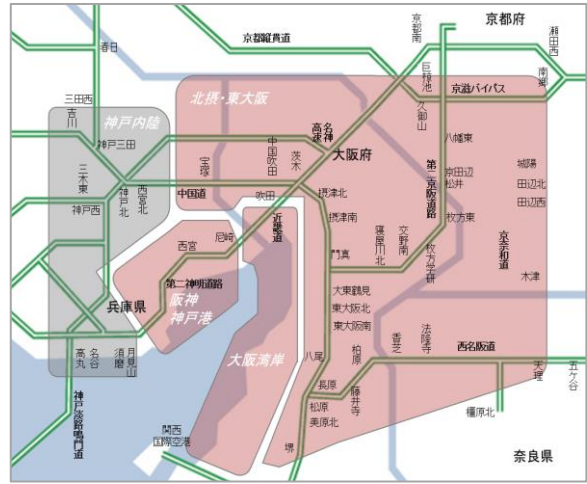 京都府
京都南
瀬田西
京都縦貫道
春日
巨椋池
南郷
京滋バイパス
三田西
吉川
北摂・東大阪
久御山
神戸内陸
名神高速
八幡東
神戸三田
中国吹田
茨木
大阪府
第二京阪道路
宝塚
京田辺松井
城陽
三木東
神戸北
西宮北
中国道
吹田
摂津北
田辺北
田辺西
神戸西
近畿道
摂津南
枚方東
尼崎
西宮
寝屋川北
交野南
枚方学研
京奈和道
門真
木津
第二神明道路
大東鶴見
兵庫県
阪神
神戸港
東大阪北
東大阪南
香芝
法隆寺
西名阪道
大阪湾岸
柏原
高丸
名谷
須磨
月見山
八尾
天理
五ケ谷
長原
藤井寺
神戸淡路鳴門道
松原
美原北
橿原北
関西
国際空港
堺
奈良県